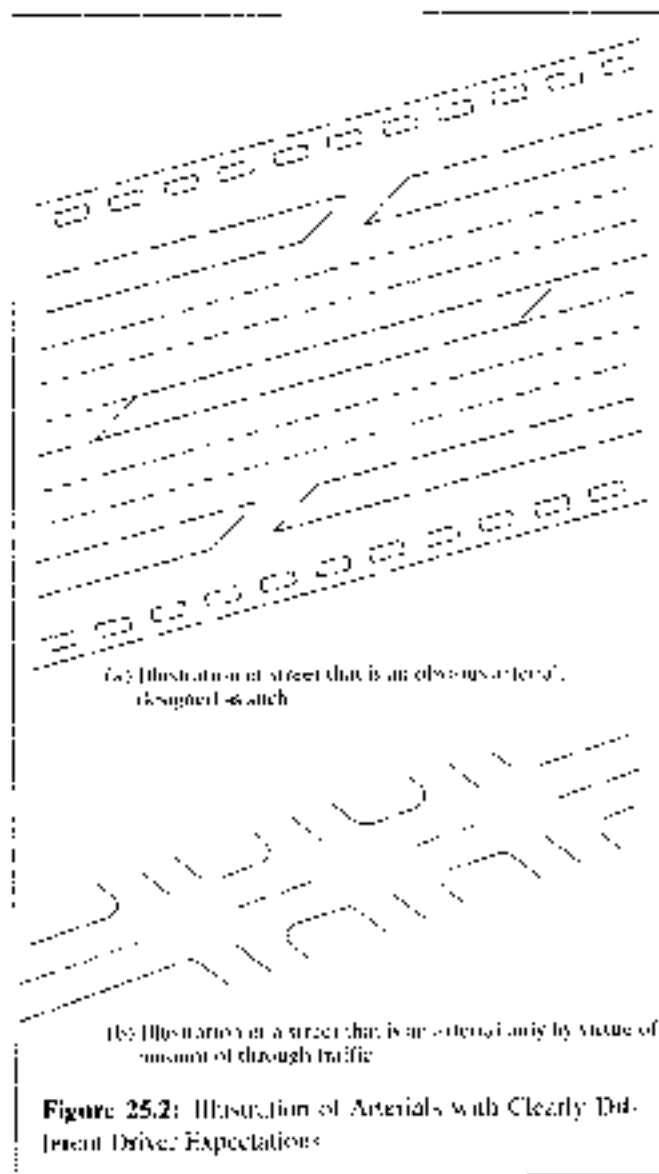 (a) Illustration of street that is an obvious arterial,
designed as such
(b) Illustration of a street that is an arterial only by virtue of
amount of through traffic
Figure 25.2: Illustration of Arterials with Clearly Dif-
ferent Driver Expectations